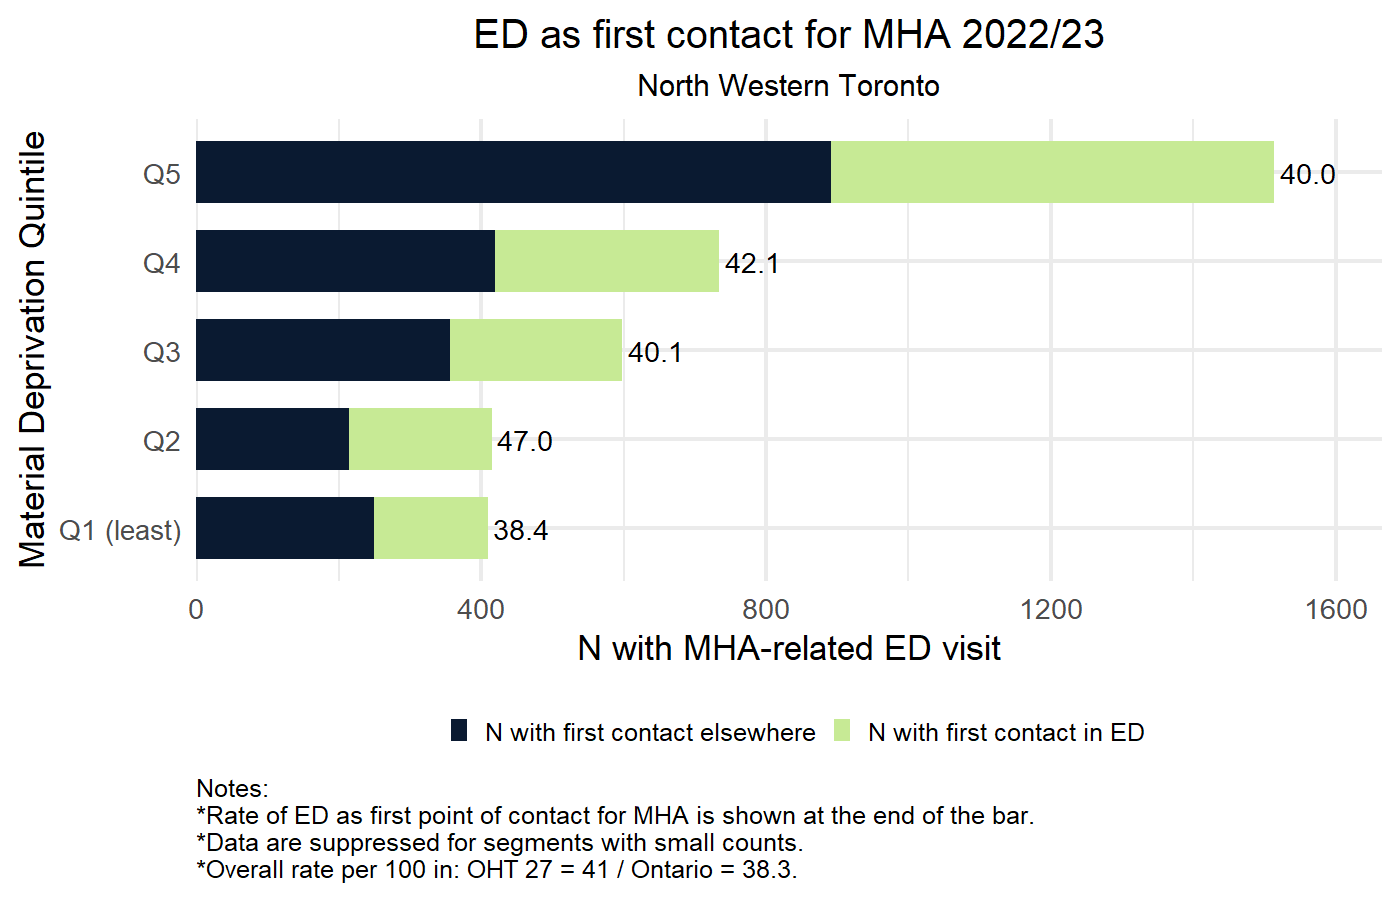 ED as first contact for MHA 2022/23
North Western Toronto
Material Deprivation Quintile
Q5
40.0
Q4
42.1
Q3
40.1
Q2
47.0
Q1 (least)
38.4
0 400 800 1200 1600
N with MHA-related ED visit
N with first contact elsewhere N with first contact in ED
Notes:
*Rate of ED as first point of contact for MHA is shown at the end of the bar.
*Data are suppressed for segments with small counts.
*Overall rate per 100 in: OHT 27 = 41 / Ontario = 38.3.